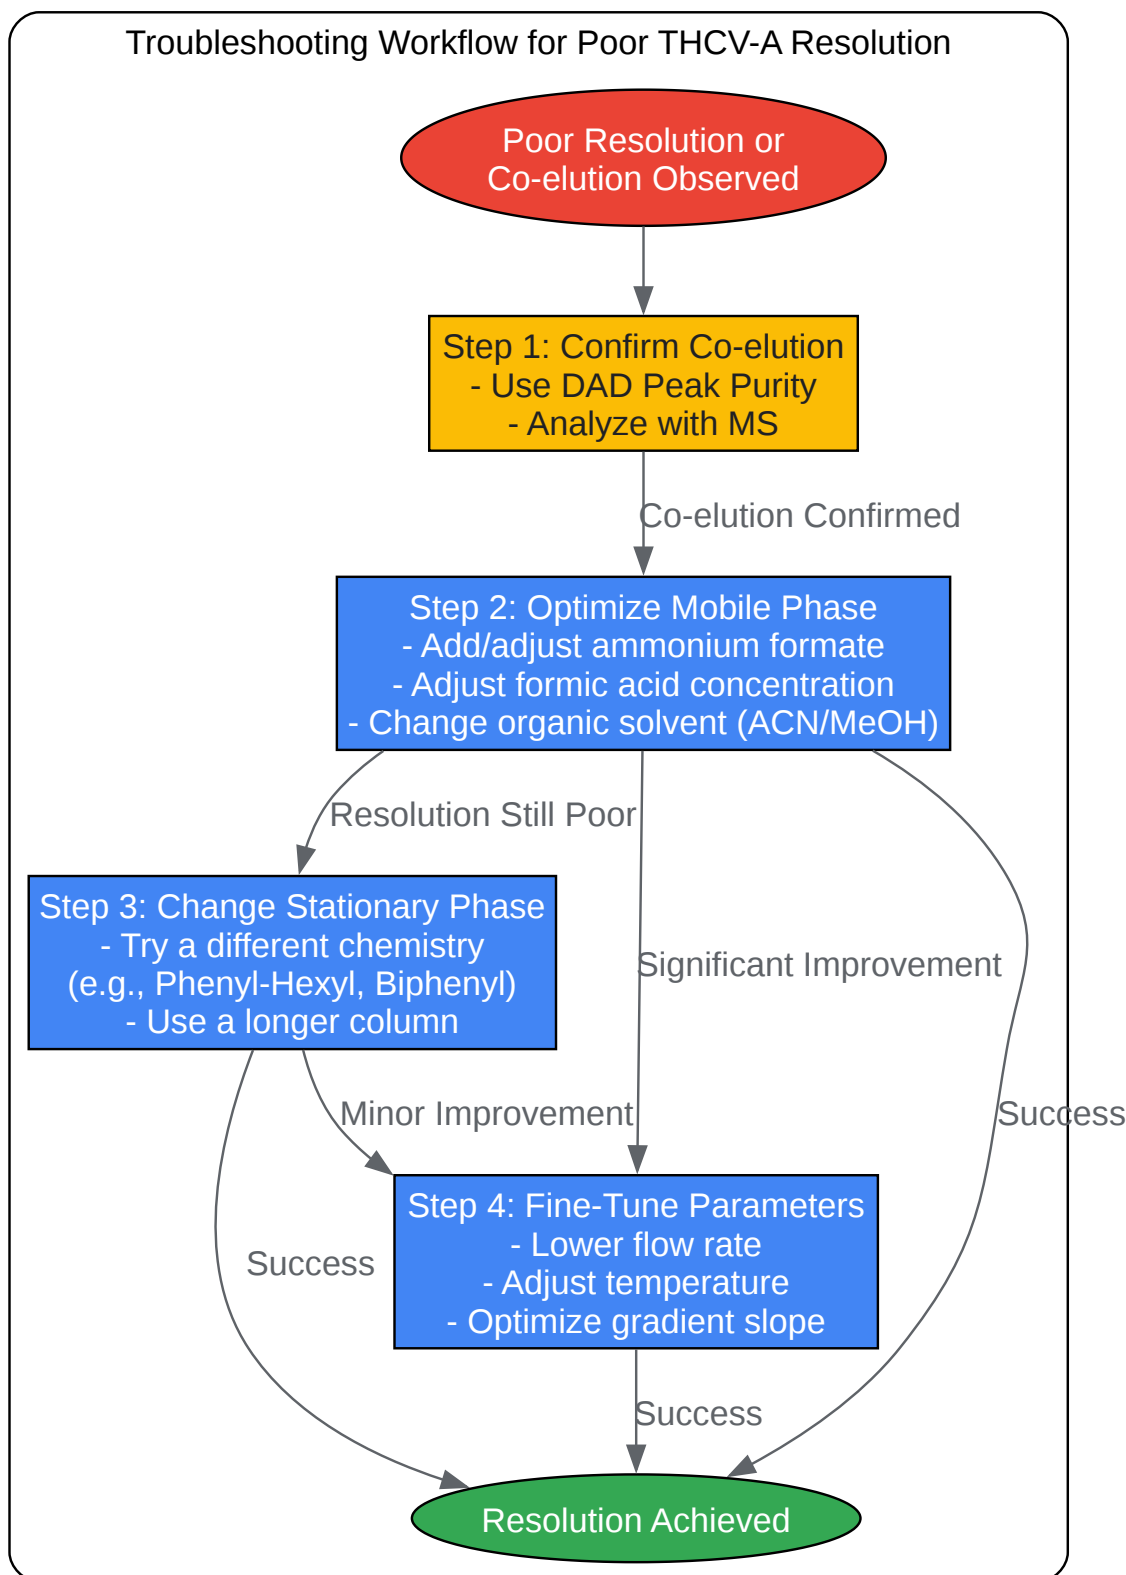 Troubleshooting Workflow for Poor THCV-A Resolution
Poor Resolution or
Co-elution Observed
Step 1: Confirm Co-elution
- Use DAD Peak Purity
- Analyze with MS
Co-elution Confirmed
Step 2: Optimize Mobile Phase
- Add/adjust ammonium formate
- Adjust formic acid concentration
- Change organic solvent (ACN/MeOH)
Resolution Still Poor
Step 3: Change Stationary Phase
- Try a different chemistry
(e.g., Phenyl-Hexyl, Biphenyl)
- Use a longer column
Significant Improvement
Minor Improvement
Success
Step 4: Fine-Tune Parameters
- Lower flow rate
- Adjust temperature
- Optimize gradient slope
Success
Success
Resolution Achieved